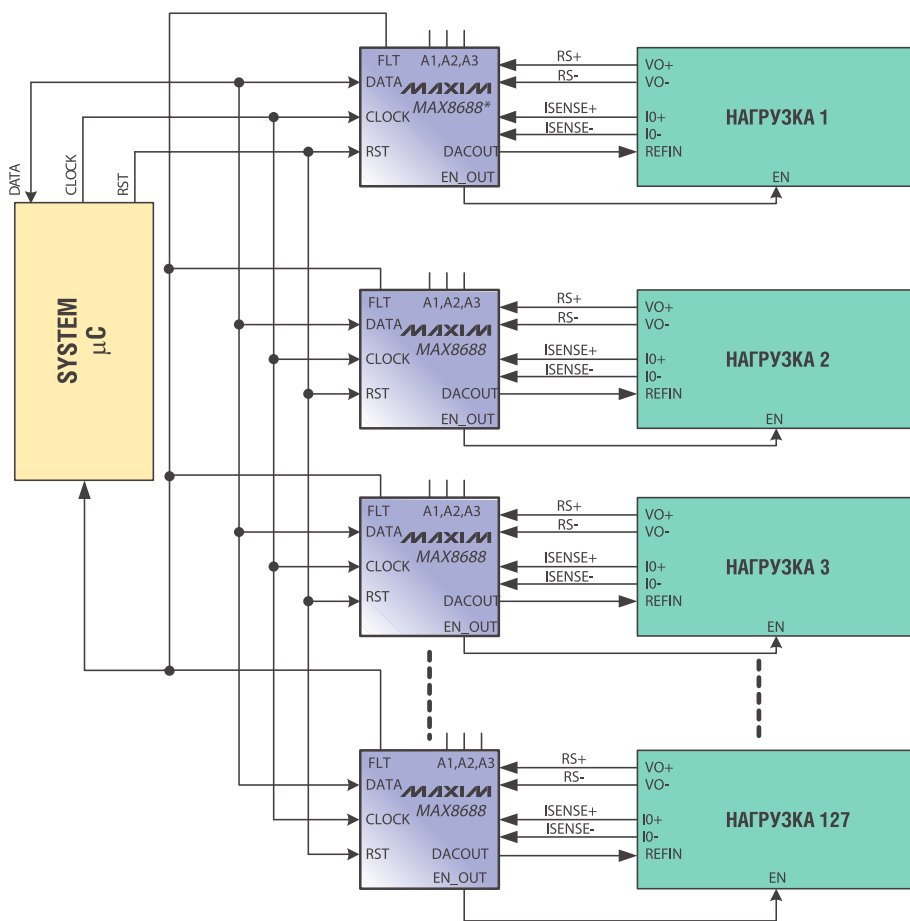 FLT
A1,A2,A3
RS+
VO+
DATA
MAXIM
RS-
VO-
MAX8688*
CLOCK
ISENSE+
I0+
НАГРУЗКА 1
ISENSE-
I0-
RST
DACOUT
REFIN
EN_OUT
EN
DATA
CLOCK
RST
SYSTEM
µC
FLT
A1,A2,A3
RS+
VO+
DATA
MAXIM
RS-
VO-
MAX8688
CLOCK
ISENSE+
I0+
НАГРУЗКА 2
ISENSE-
I0-
RST
DACOUT
REFIN
EN_OUT
EN
FLT
A1,A2,A3
RS+
VO+
DATA
MAXIM
RS-
VO-
MAX8688
CLOCK
ISENSE+
I0+
НАГРУЗКА 3
ISENSE-
I0-
RST
DACOUT
REFIN
EN_OUT
EN
FLT
A1,A2,A3
RS+
VO+
DATA
MAXIM
RS-
VO-
MAX8688
CLOCK
ISENSE+
I0+
НАГРУЗКА 127
ISENSE-
I0-
RST
DACOUT
REFIN
EN_OUT
EN